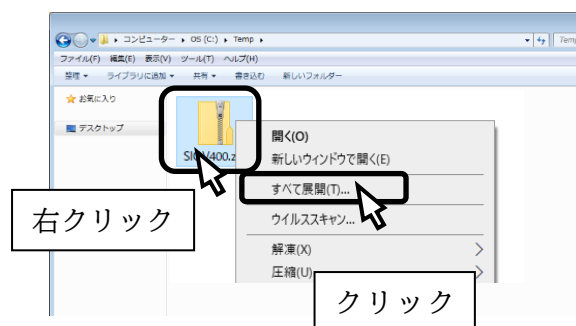 コンピューター ▸ OS (C:) ▸ Temp ▸
Temp
ファイル(F) 編集(E) 表示(V) ツール(T) ヘルプ(H)
整理 ▼ ライブラリに追加 ▼ 共有 ▼ 書き込む 新しいフォルダー
お気に入り
デスクトップ
開く(O)
新しいウィンドウで開く(E)
すべて展開(T)...
ウイルススキャン...
解凍(X)
圧縮(U)
右クリック
クリック